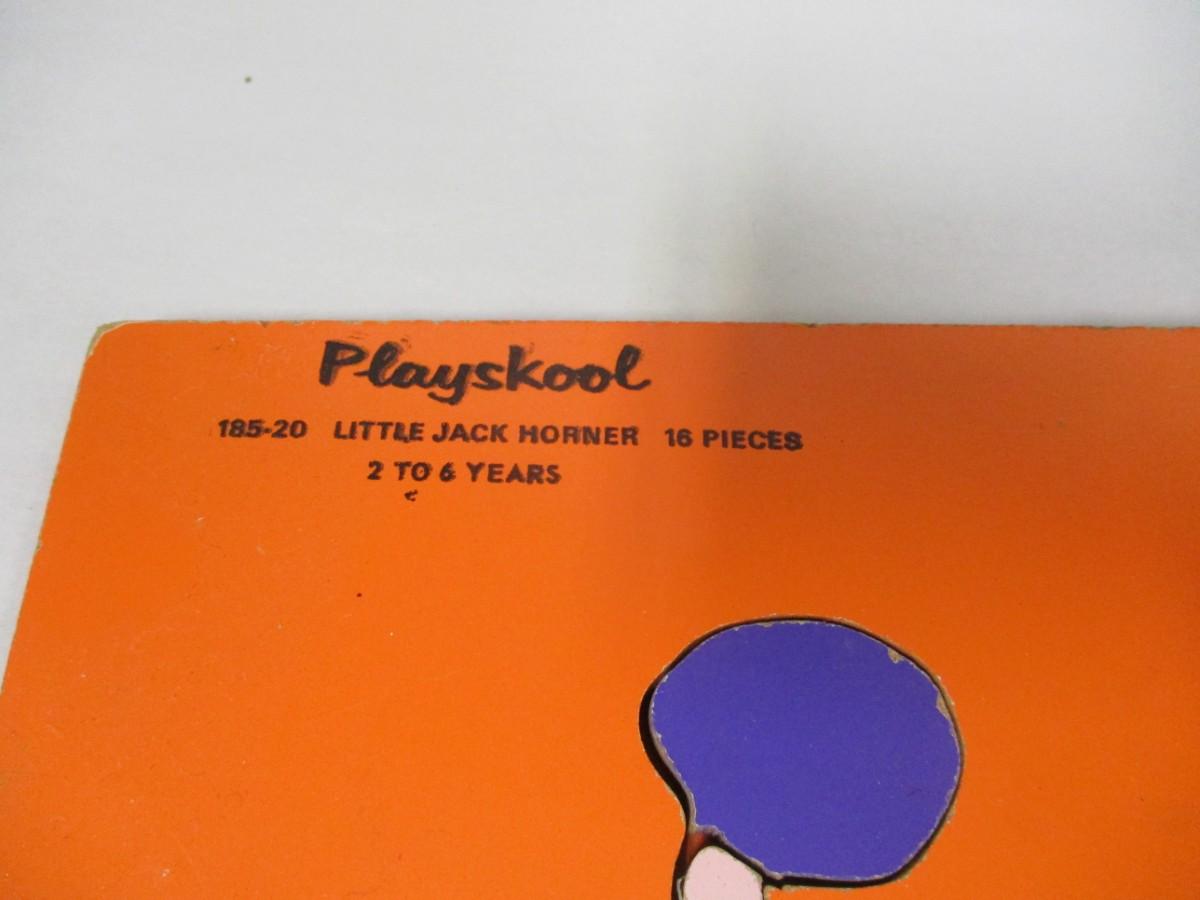 Playskool
185-20 LITTLE JACK HORNER 16 PIECES
2 TO 6 YEARS